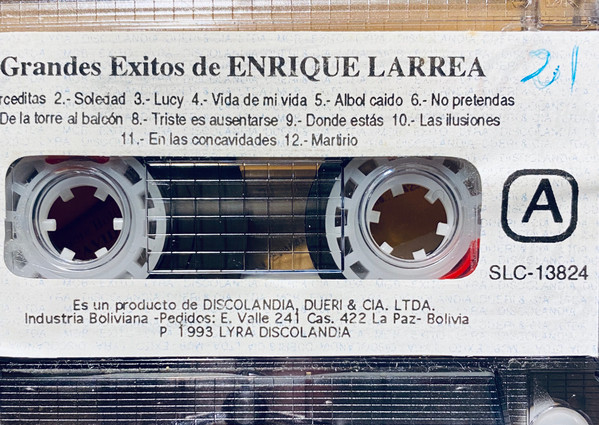 Grandes Exitos de ENRIQUE LARREA
rceditas 2.- Soledad 3.- Lucy 4.- Vida de mi vida 5.- Albol caido 6.- No pretendas
De la torre al balcón 8.- Triste es ausentarse 9.- Donde estás 10.- Las ilusiones
11.- En las concavidades 12.- Martirio
A
SLC-13824
Es un producto de DISCOLANDIA, DUERI & CIA. LTDA.
Industria Boliviana -Pedidos: E. Valle 241 Cas. 422 La Paz- Bolivia
P 1993 LYRA DISCOLANDIA